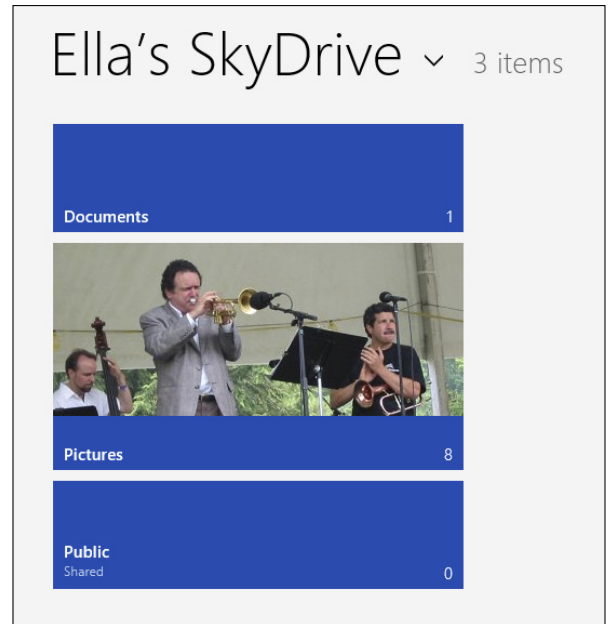 Ella's SkyDrive 3 items
Documents 1
Pictures 8
Public
Shared 0